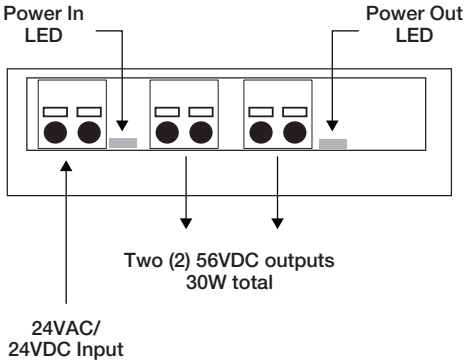 Power In
LED
Power Out
LED
Two (2) 56VDC outputs
30W total
24VAC/
24VDC Input